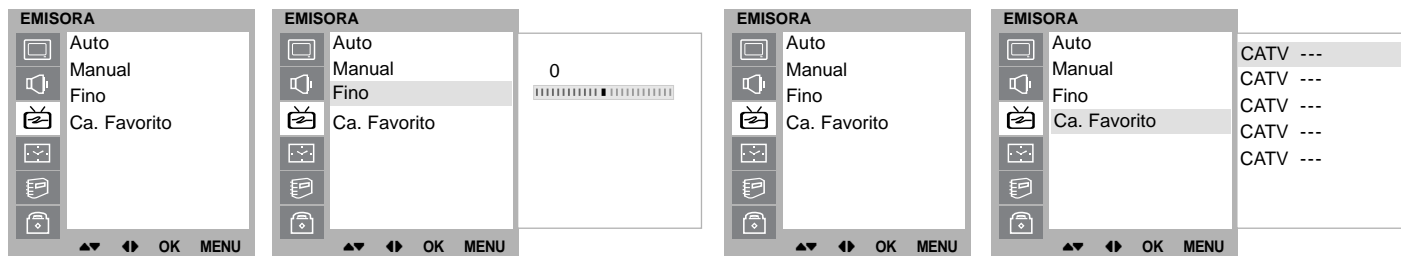 EMISORA
Auto
Manual
Fino
Ca. Favorito
OK MENU
EMISORA
Auto
Manual
Fino
Ca. Favorito
OK MENU
0
EMISORA
Auto
Manual
Fino
Ca. Favorito
OK MENU
EMISORA
Auto
Manual
Fino
Ca. Favorito
OK MENU
CATV ---
CATV ---
CATV ---
CATV ---
CATV ---